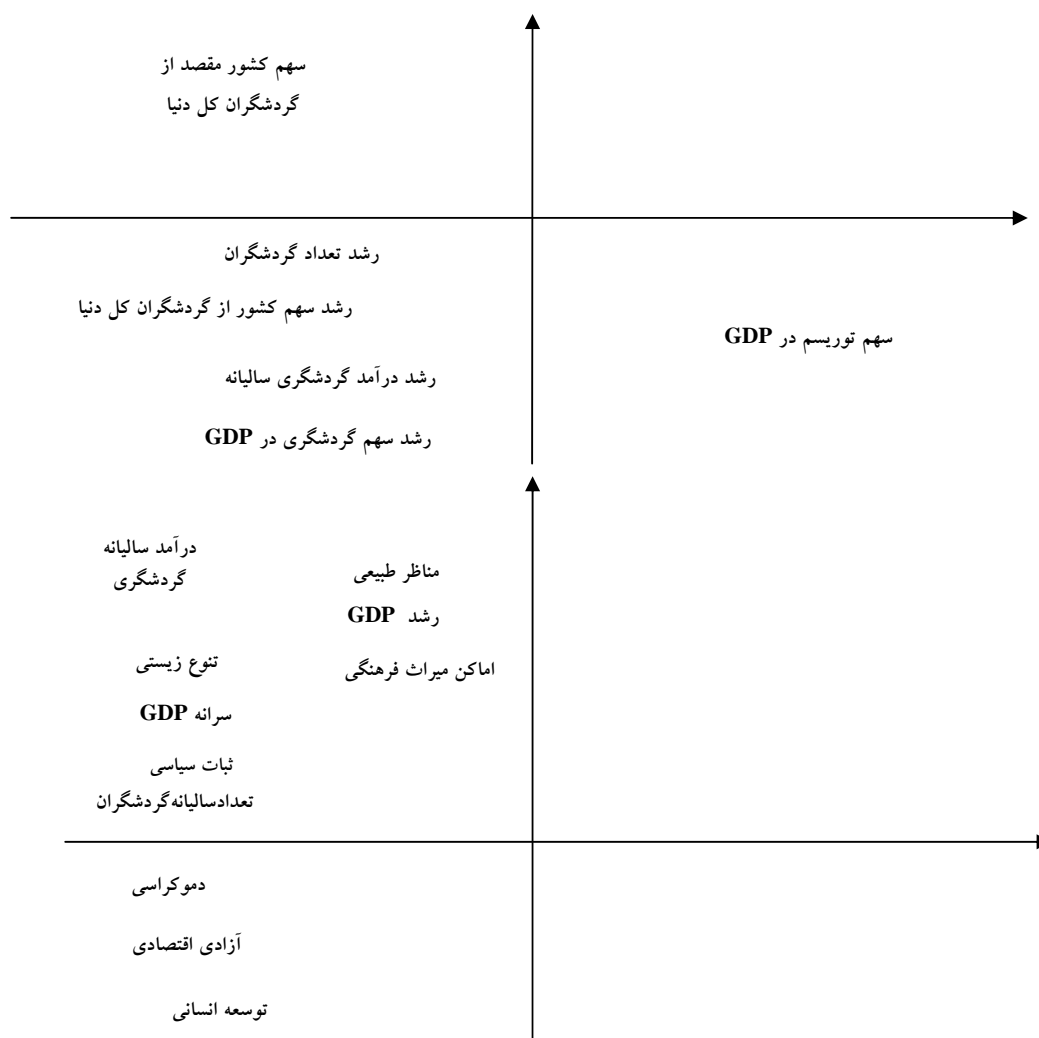 سهم کشور مقصد از
گردشگران کل دنیا
رشد تعداد گردشگران
رشد سهم کشور از گردشگران کل دنیا
سهم توریسم در GDP
رشد درآمد گردشگری سالیانه
رشد سهم گردشگری در GDP
درآمد سالیانه
گردشگری
مناظر طبیعی
رشد GDP
تنوع زیستی
اماکن میراث فرهنگی
سرانه GDP
ثبات سیاسی
تعدادسالیانه‌گردشگران
دموکراسی
آزادی اقتصادی
توسعه انسانی